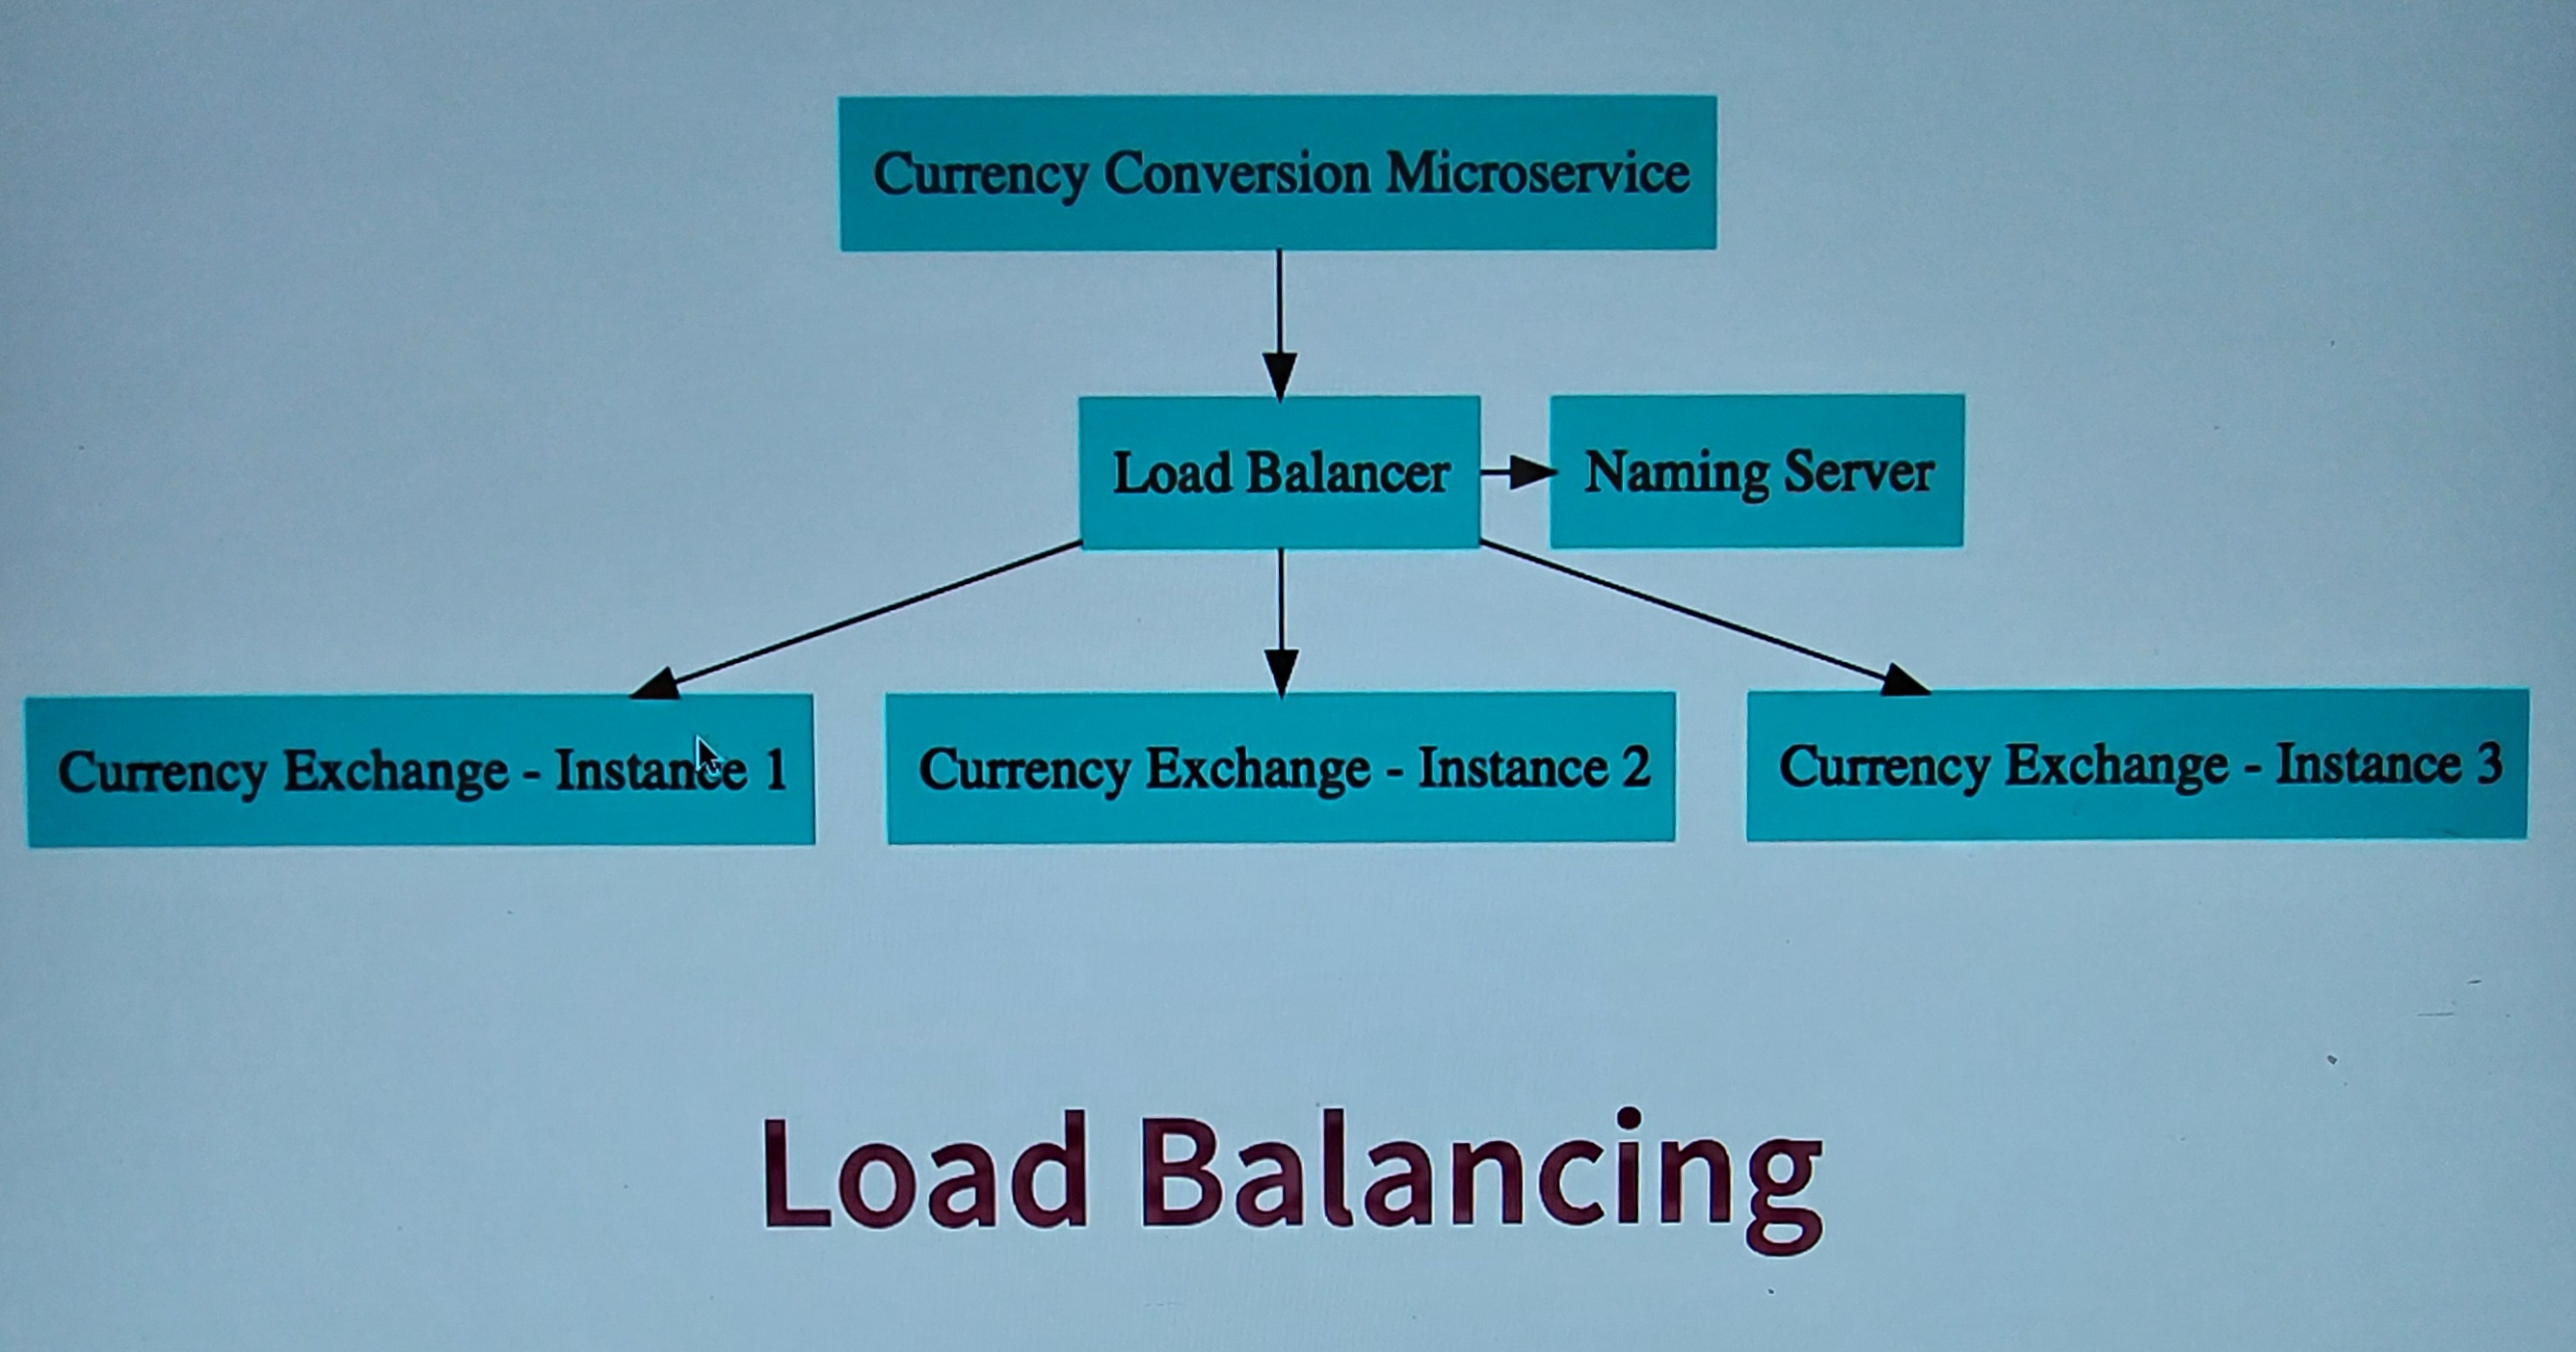 Currency Conversion Microservice
Load Balancer
Naming Server
Currency Exchange - Instance 1
Currency Exchange - Instance 2
Currency Exchange - Instance 3
Load Balancing